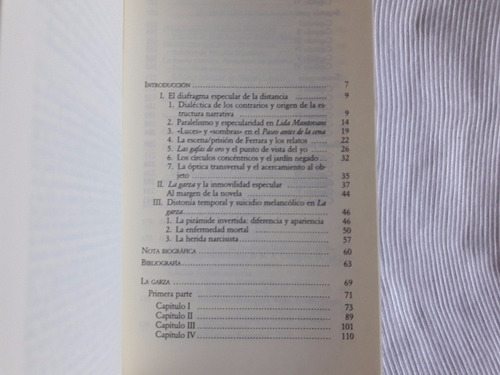 INTRODUCCIÓN ........ 7
I. El diafragma especular de la distancia ........ 9
1. Dialéctica de los contrarios y origen de la es-
tructura narrativa ........ 9
2. Paralelismo y especularidad en Lida Mantovani 14
3. «Luces» y «sombras» en el Paseo antes de la cena 19
4. La escena/prisión de Ferrara y los relatos ........ 22
5. Las gafas de oro y el punto de vista del yo ........ 26
6. Los círculos concéntricos y el jardín negado ........ 32
7. La óptica transversal y el acercamiento al ob-
jeto ........ 35
II. La garza y la inmovilidad especular ........ 37
Al margen de la novela ........ 44
III. Distonía temporal y suicidio melancólico en La
garza ........ 46
1. La pirámide invertida: diferencia y apariencia 46
2. La enfermedad mortal ........ 50
3. La herida narcisista ........ 57
NOTA BIOGRÁFICA ........ 60
BIBLIOGRAFÍA ........ 63
LA GARZA ........ 69
Primera parte ........ 71
Capítulo I ........ 73
Capítulo II ........ 89
Capítulo III ........ 101
Capítulo IV ........ 110